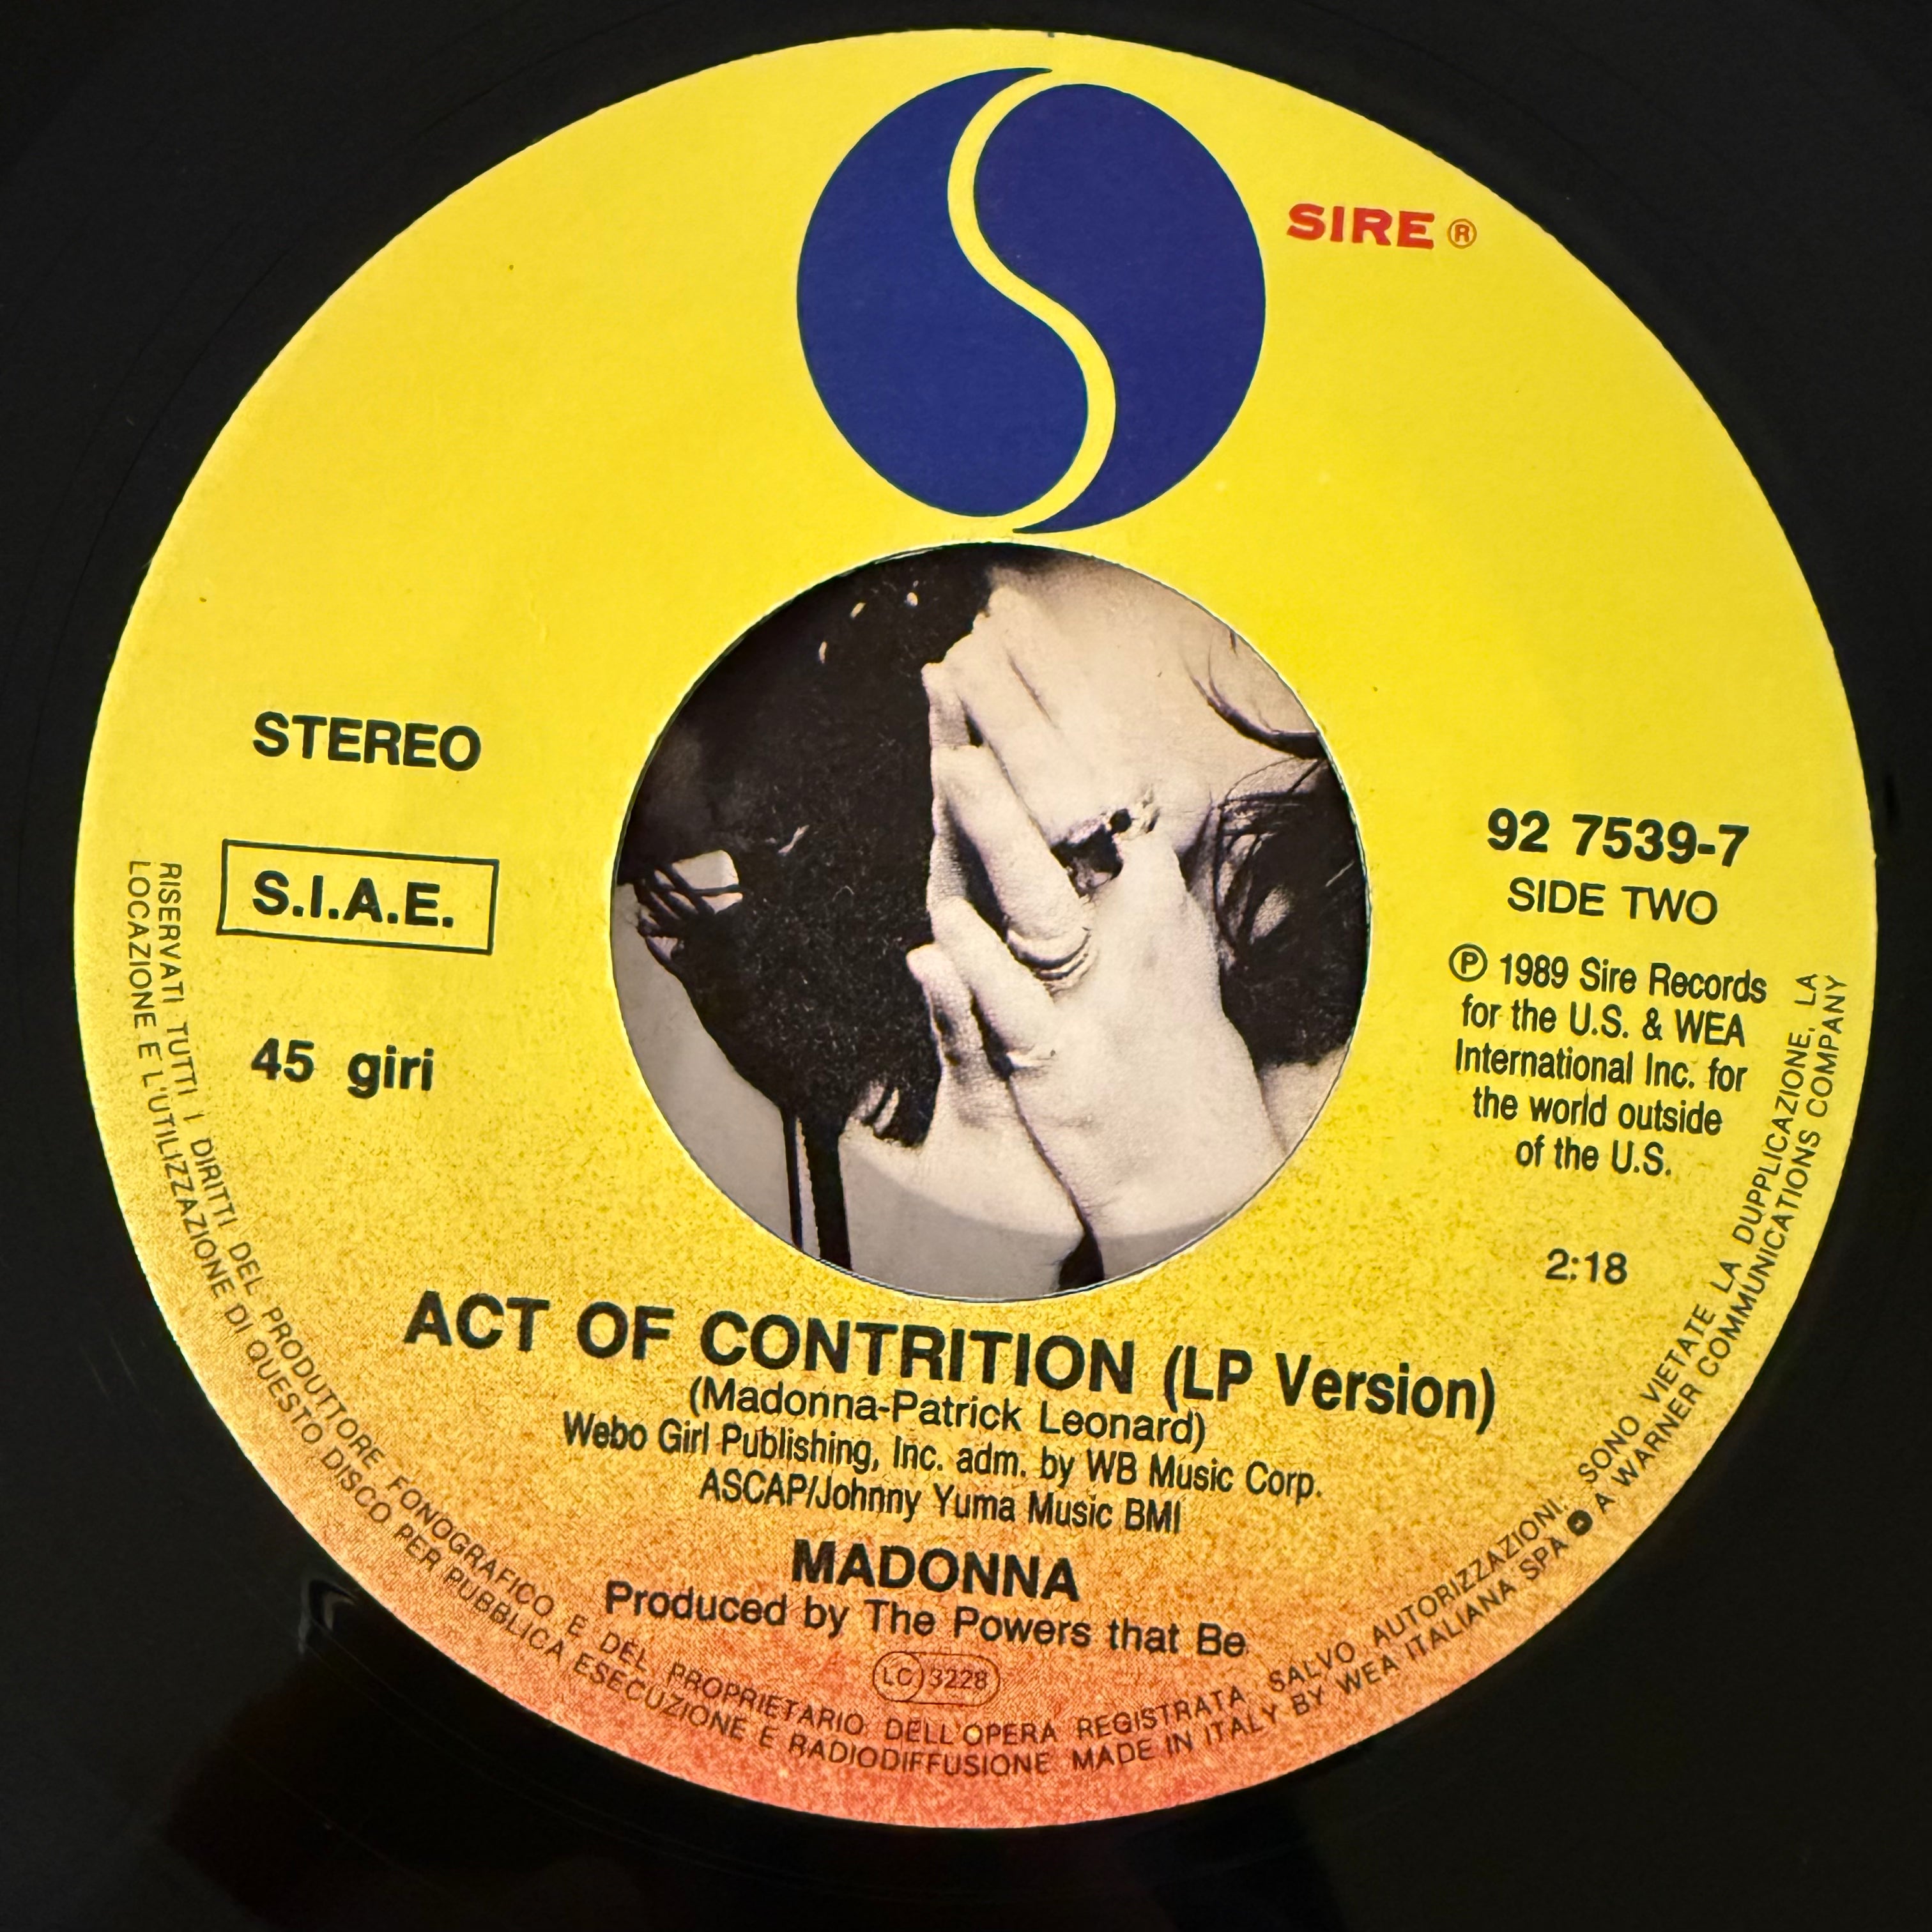 SIRE ®
STEREO
S.I.A.E.
45 giri
92 7539-7
SIDE TWO
℗ 1989 Sire Records
for the U.S. & WEA
International Inc. for
the world outside
of the U.S.
2:18
ACT OF CONTRITION (LP Version)
(Madonna-Patrick Leonard)
Webo Girl Publishing, Inc. adm. by WB Music Corp.
ASCAP/Johnny Yuma Music BMI
MADONNA
Produced by The Powers that Be
LC 3228
RISERVATI TUTTI I DIRITTI DEL PRODUTTORE FONOGRAFICO E DEL PROPRIETARIO DELL'OPERA REGISTRATA. SALVO AUTORIZZAZIONI, SONO VIETATE LA DUPPLICAZIONE, LA
LOCAZIONE E L'UTILIZZAZIONE DI QUESTO DISCO PER PUBBLICA ESECUZIONE E RADIODIFFUSIONE MADE IN ITALY BY WEA ITALIANA SPA A WARNER COMMUNICATIONS COMPANY